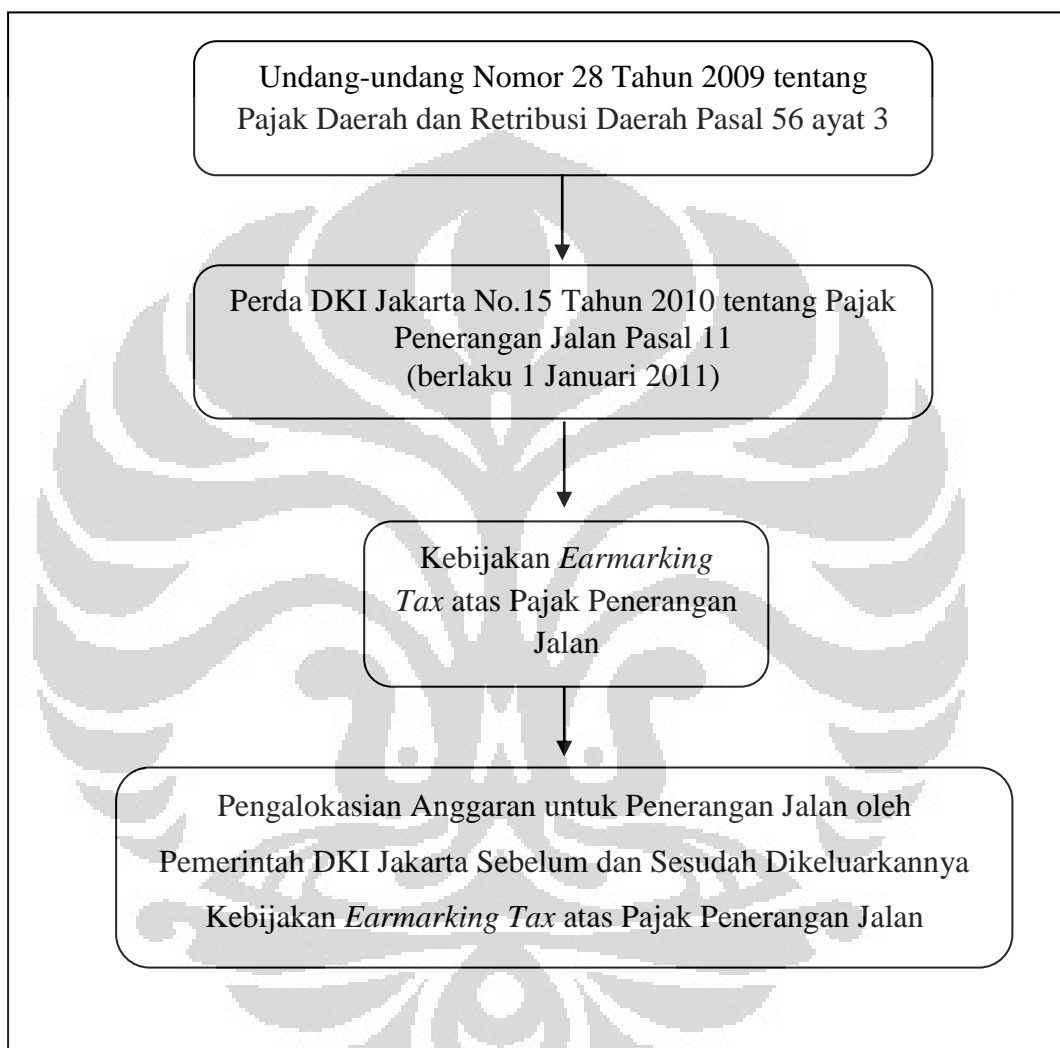 Undang-undang Nomor 28 Tahun 2009 tentang
Pajak Daerah dan Retribusi Daerah Pasal 56 ayat 3
Perda DKI Jakarta No.15 Tahun 2010 tentang Pajak
Penerangan Jalan Pasal 11
(berlaku 1 Januari 2011)
Kebijakan Earmarking
Tax atas Pajak Penerangan
Jalan
Pengalokasian Anggaran untuk Penerangan Jalan oleh
Pemerintah DKI Jakarta Sebelum dan Sesudah Dikeluarkannya
Kebijakan Earmarking Tax atas Pajak Penerangan Jalan